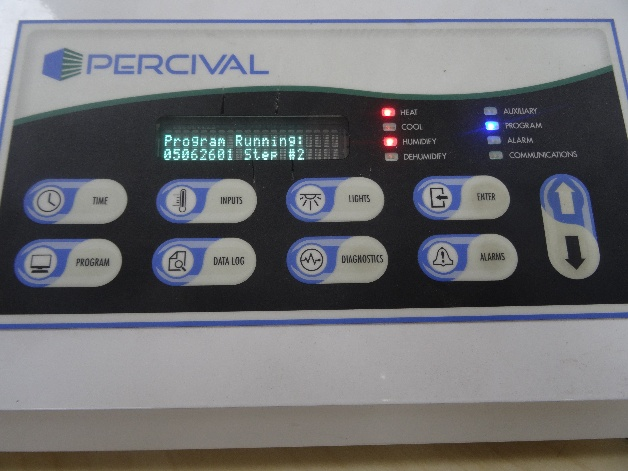 PERCIVAL
Program Running:
05062601 Step #2
HEAT
COOL
HUMIDIFY
DEHUMIDIFY
AUXILIARY
PROGRAM
ALARM
COMMUNICATIONS
TIME
INPUTS
LIGHTS
ENTER
PROGRAM
DATA LOG
DIAGNOSTICS
ALARMS